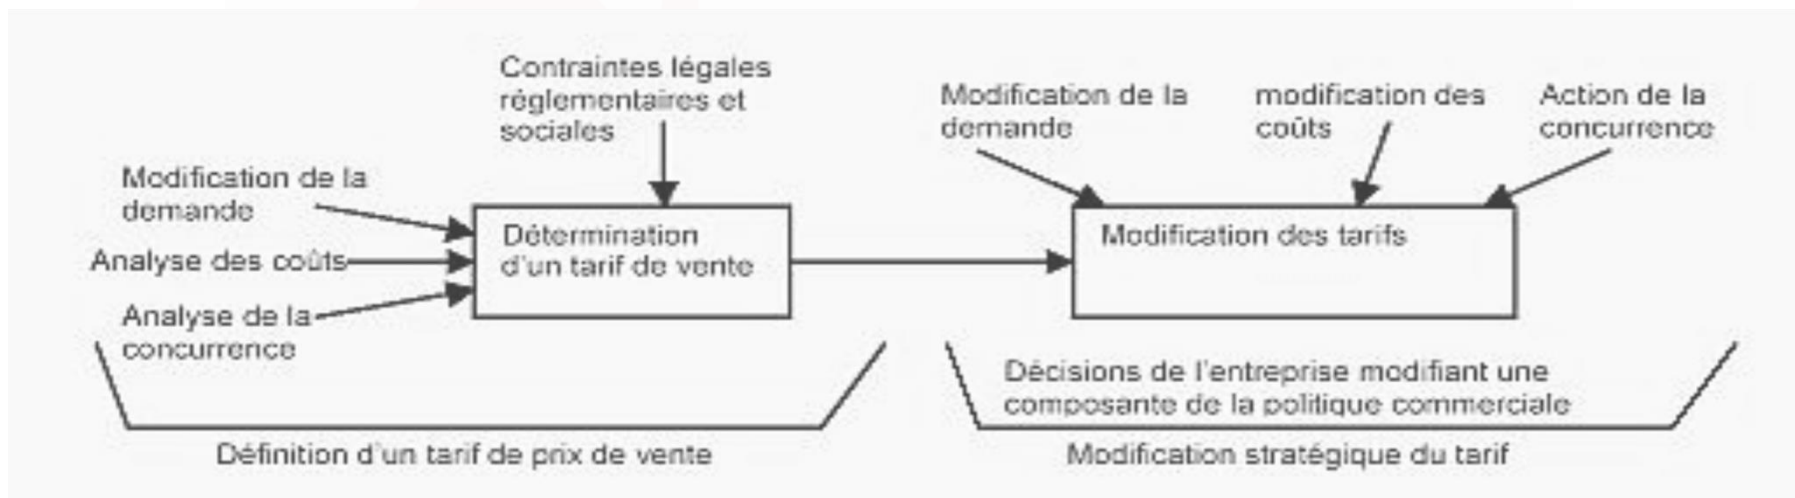 Contraintes légales
réglementaires et
sociales
Modification de la
demande
Analyse des coûts
Analyse de la
concurrence
Détermination
d'un tarif de vente
Définition d'un tarif de prix de vente
Modification de la
demande
modification des
coûts
Action de la
concurrence
Modification des tarifs
Décisions de l'entreprise modifiant une
composante de la politique commerciale
Modification stratégique du tarif